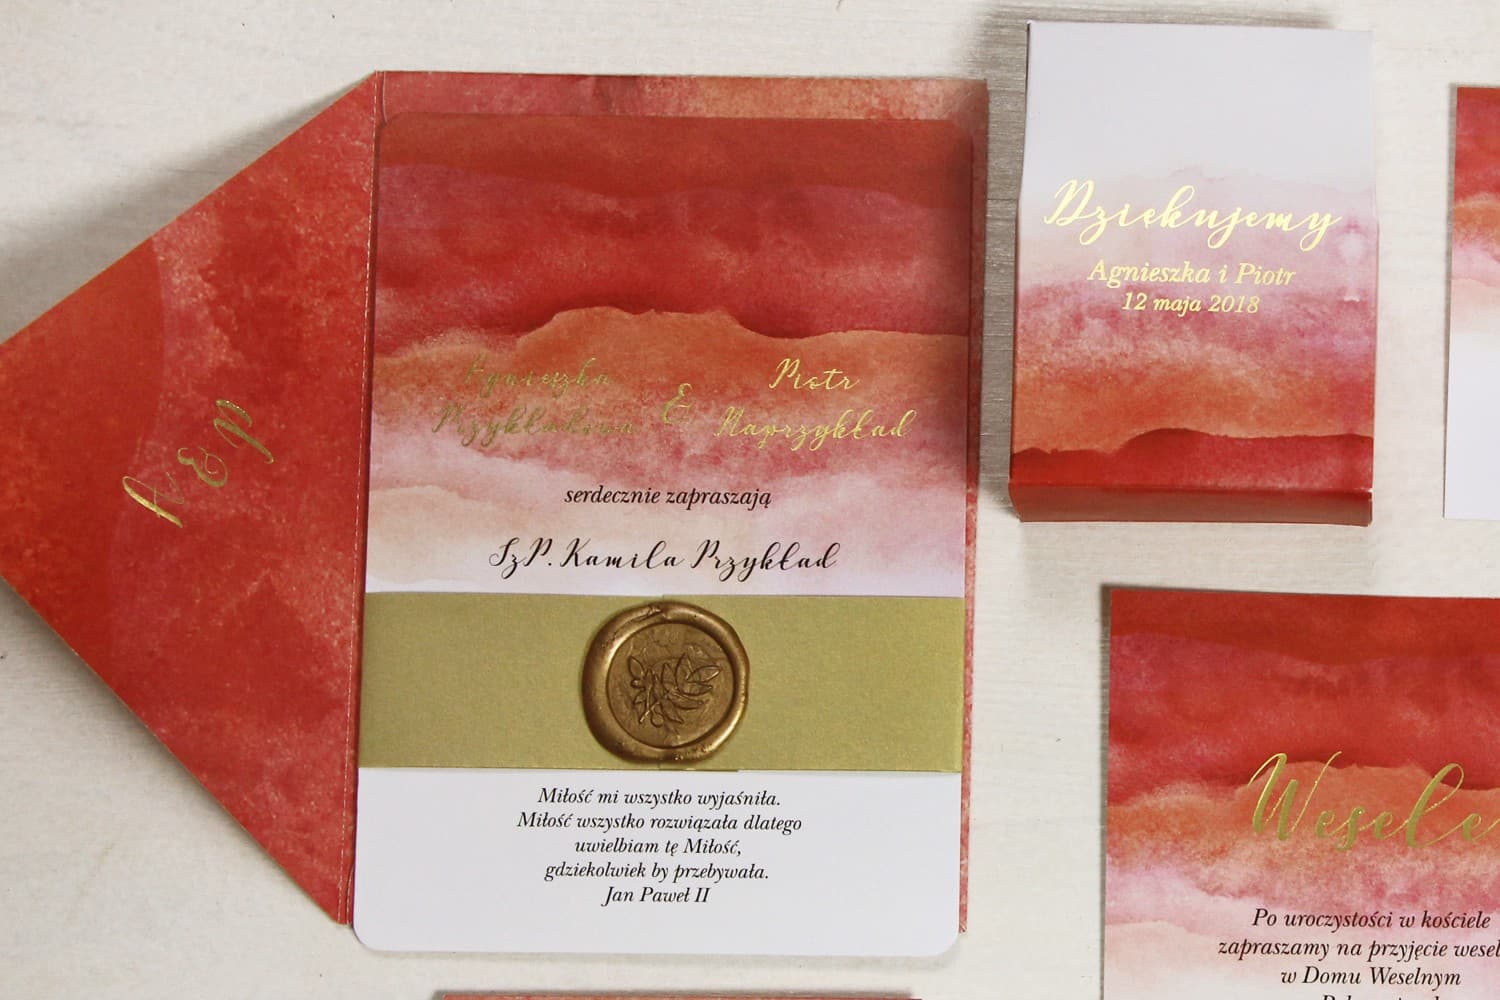 A & P
Agnieszka
Przykładowa
&
Piotr
Naprzykład
serdecznie zapraszają
SzP. Kamila Przykład
Miłość mi wszystko wyjaśniła.
Miłość wszystko rozwiązała dlatego
uwielbiam tę Miłość,
gdziekolwiek by przebywała.
Jan Paweł II
Dziękujemy
Agnieszka i Piotr
12 maja 2018
Wesele
Po uroczystości w kościele
zapraszamy na przyjęcie wesel
w Domu Weselnym